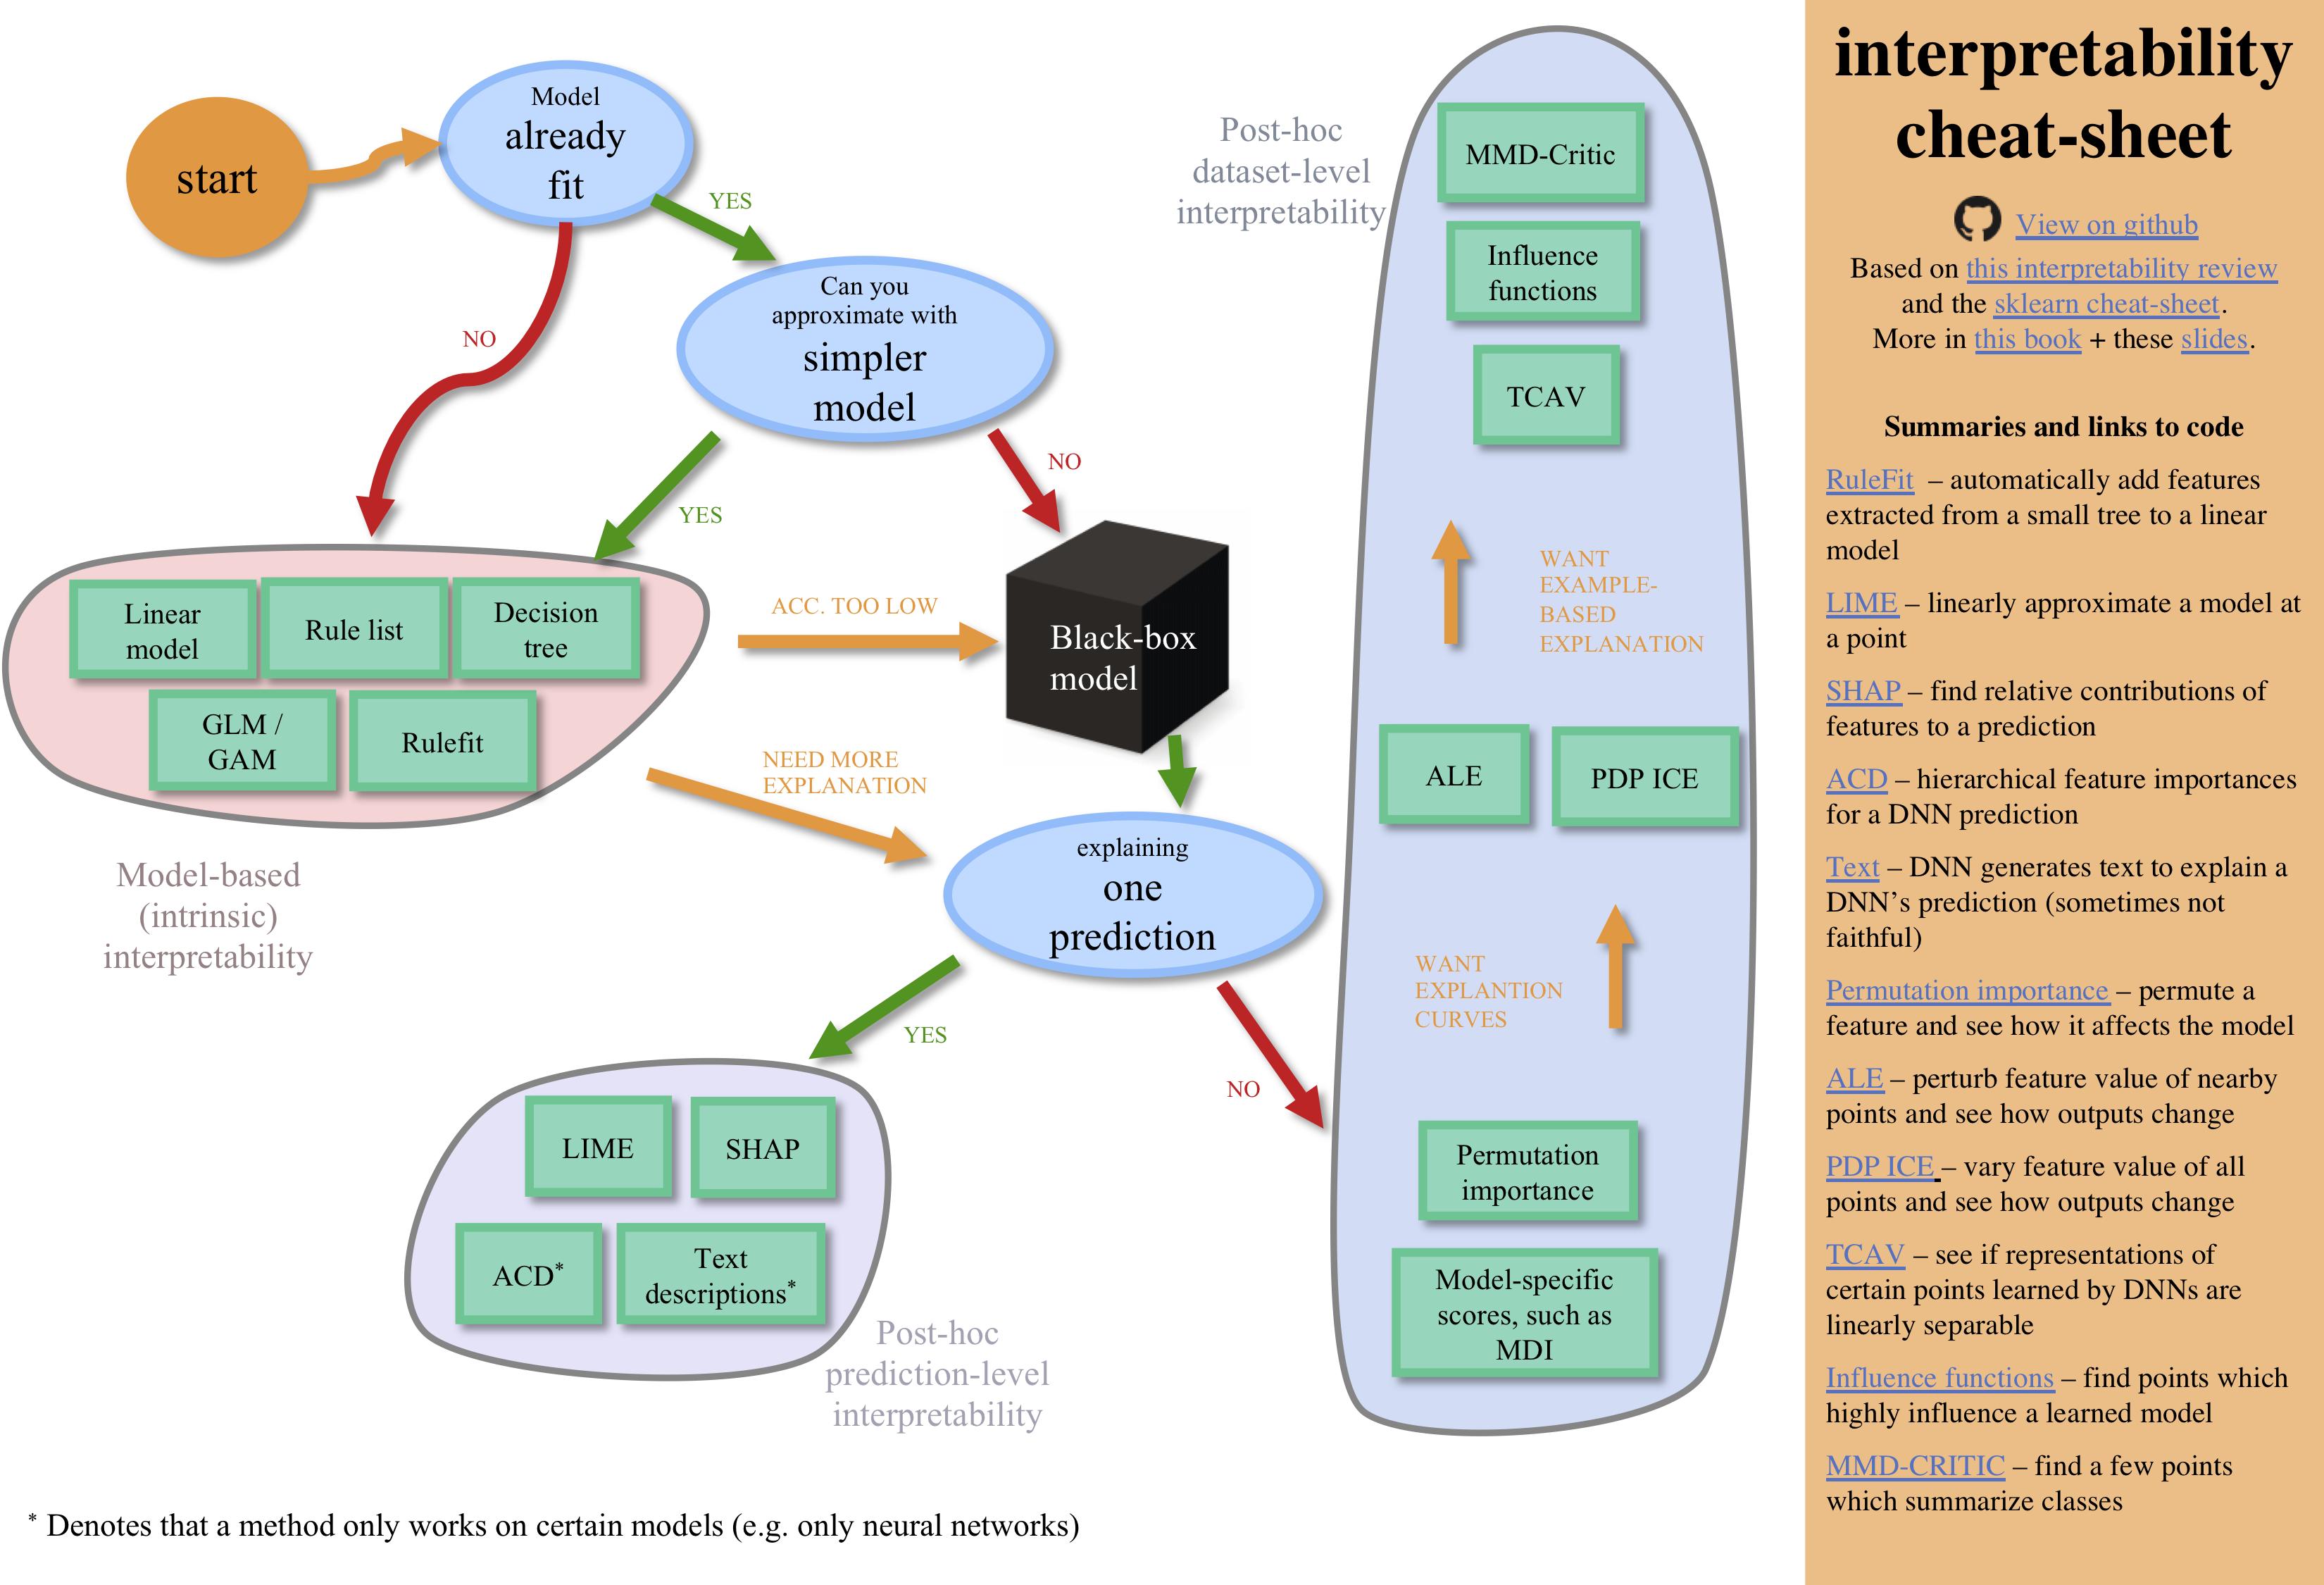 start
Model
already
fit
YES
NO
Can you
approximate with
simpler
model
YES
NO
Linear
model
Rule list
Decision
tree
GLM /
GAM
Rulefit
Model-based
(intrinsic)
interpretability
ACC. TOO LOW
NEED MORE
EXPLANATION
Black-box
model
explaining
one
prediction
YES
NO
LIME
SHAP
ACD*
Text
descriptions*
Post-hoc
prediction-level
interpretability
Post-hoc
dataset-level
interpretability
MMD-Critic
Influence
functions
TCAV
WANT
EXAMPLE-
BASED
EXPLANATION
ALE
PDP ICE
WANT
EXPLANTION
CURVES
Permutation
importance
Model-specific
scores, such as
MDI
* Denotes that a method only works on certain models (e.g. only neural networks)
interpretability
cheat-sheet
View on github
Based on this interpretability review
and the sklearn cheat-sheet.
More in this book + these slides.
Summaries and links to code
RuleFit – automatically add features
extracted from a small tree to a linear
model
LIME – linearly approximate a model at
a point
SHAP – find relative contributions of
features to a prediction
ACD – hierarchical feature importances
for a DNN prediction
Text – DNN generates text to explain a
DNN’s prediction (sometimes not
faithful)
Permutation importance – permute a
feature and see how it affects the model
ALE – perturb feature value of nearby
points and see how outputs change
PDP ICE – vary feature value of all
points and see how outputs change
TCAV – see if representations of
certain points learned by DNNs are
linearly separable
Influence functions – find points which
highly influence a learned model
MMD-CRITIC – find a few points
which summarize classes